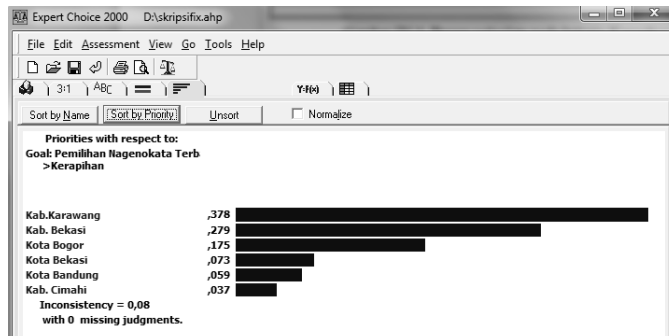 Expert Choice 2000 D:\skripsifix.ahp
File Edit Assessment View Go Tools Help
3:1 ABC Y=f(x)
Sort by Name Sort by Priority Unsort Normalize
Priorities with respect to:
Goal: Pemilihan Nagenokata Terb
>Kerapihan
Kab.Karawang ,378
Kab. Bekasi ,279
Kota Bogor ,175
Kota Bekasi ,073
Kota Bandung ,059
Kab. Cimahi ,037
Inconsistency = 0,08
with 0 missing judgments.